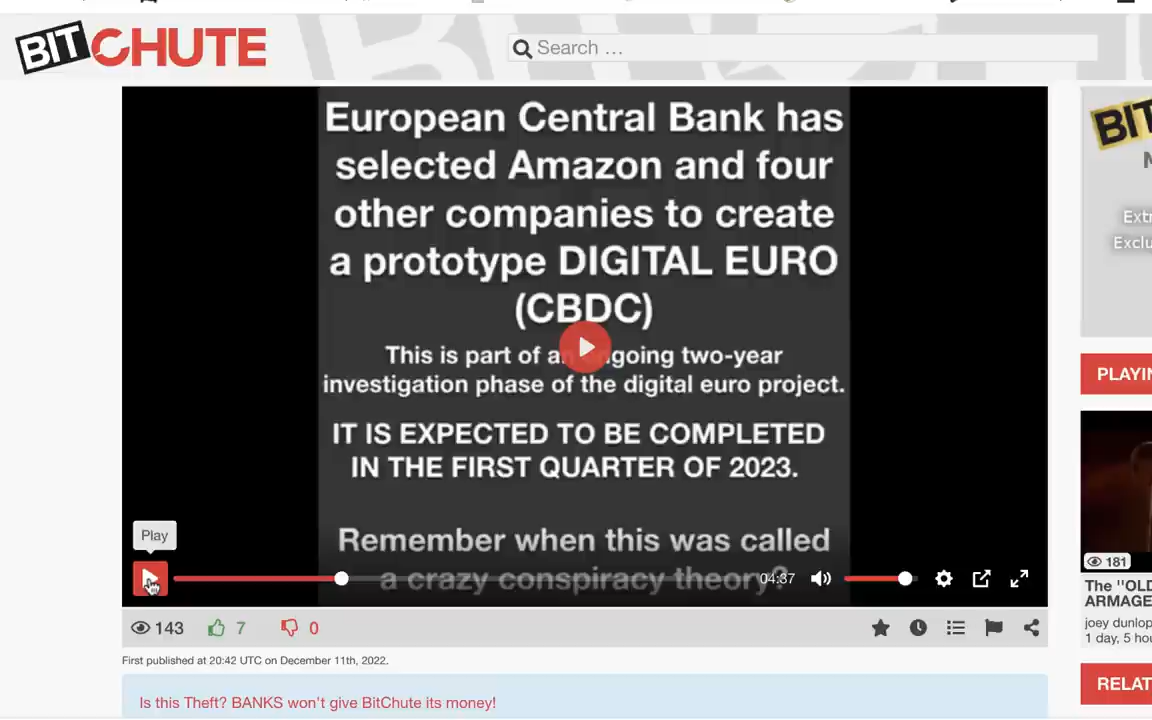 BITCHUTE
Search …
European Central Bank has
selected Amazon and four
other companies to create
a prototype DIGITAL EURO
(CBDC)
This is part of an ongoing two-year
investigation phase of the digital euro project.
IT IS EXPECTED TO BE COMPLETED
IN THE FIRST QUARTER OF 2023.
Remember when this was called
a crazy conspiracy theory?
Play
04:37
143 7 0
First published at 20:42 UTC on December 11th, 2022.
Is this Theft? BANKS won't give BitChute its money!
BIT
Extr
Exclu
PLAYIN
181
The "OLD
ARMAGE
joey dunlop
1 day, 5 hou
RELAT